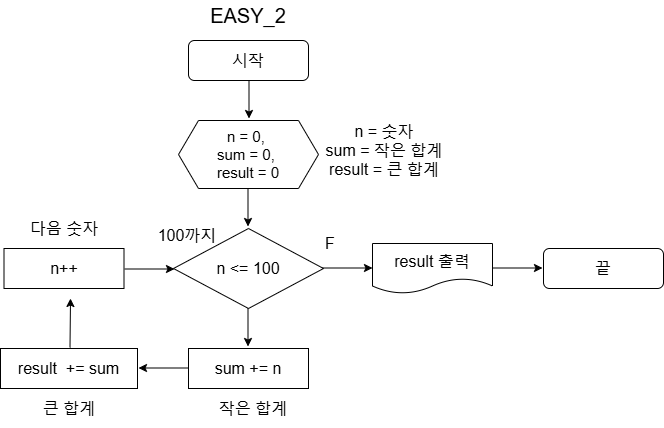 EASY_2
시작
n = 0,
sum = 0,
result = 0
n = 숫자
sum = 작은 합계
result = 큰 합계
다음 숫자
100까지
F
n++
n <= 100
result 출력
끝
result  += sum
sum += n
큰 합계
작은 합계